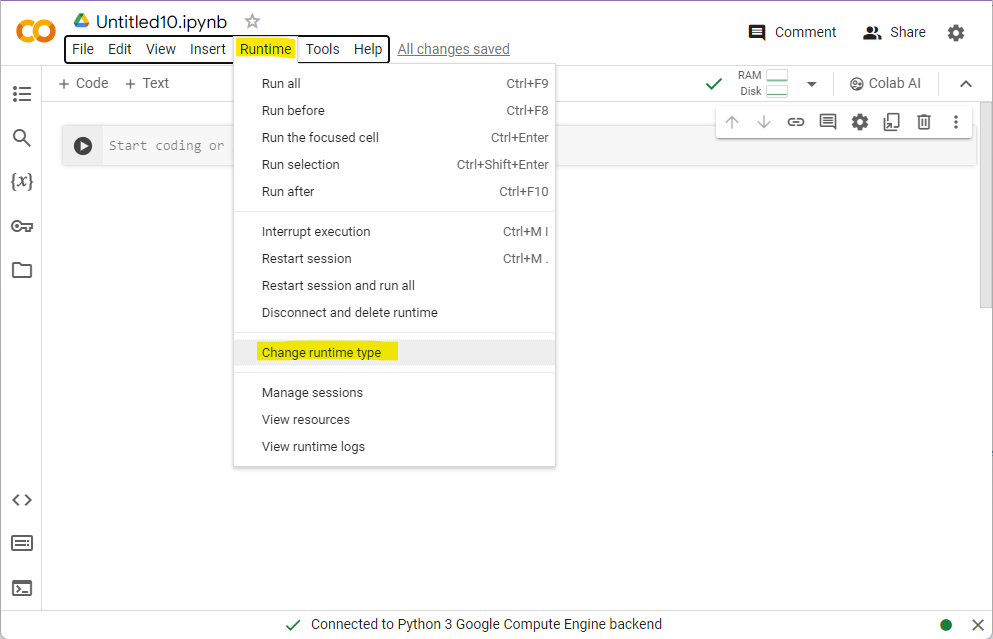 Untitled10.ipynb
File Edit View Insert Runtime Tools Help All changes saved
Comment
Share
+ Code + Text
RAM
Disk
Colab AI
Start coding or
Run all Ctrl+F9
Run before Ctrl+F8
Run the focused cell Ctrl+Enter
Run selection Ctrl+Shift+Enter
Run after Ctrl+F10
Interrupt execution Ctrl+M I
Restart session Ctrl+M .
Restart session and run all
Disconnect and delete runtime
Change runtime type
Manage sessions
View resources
View runtime logs
{x}
Connected to Python 3 Google Compute Engine backend